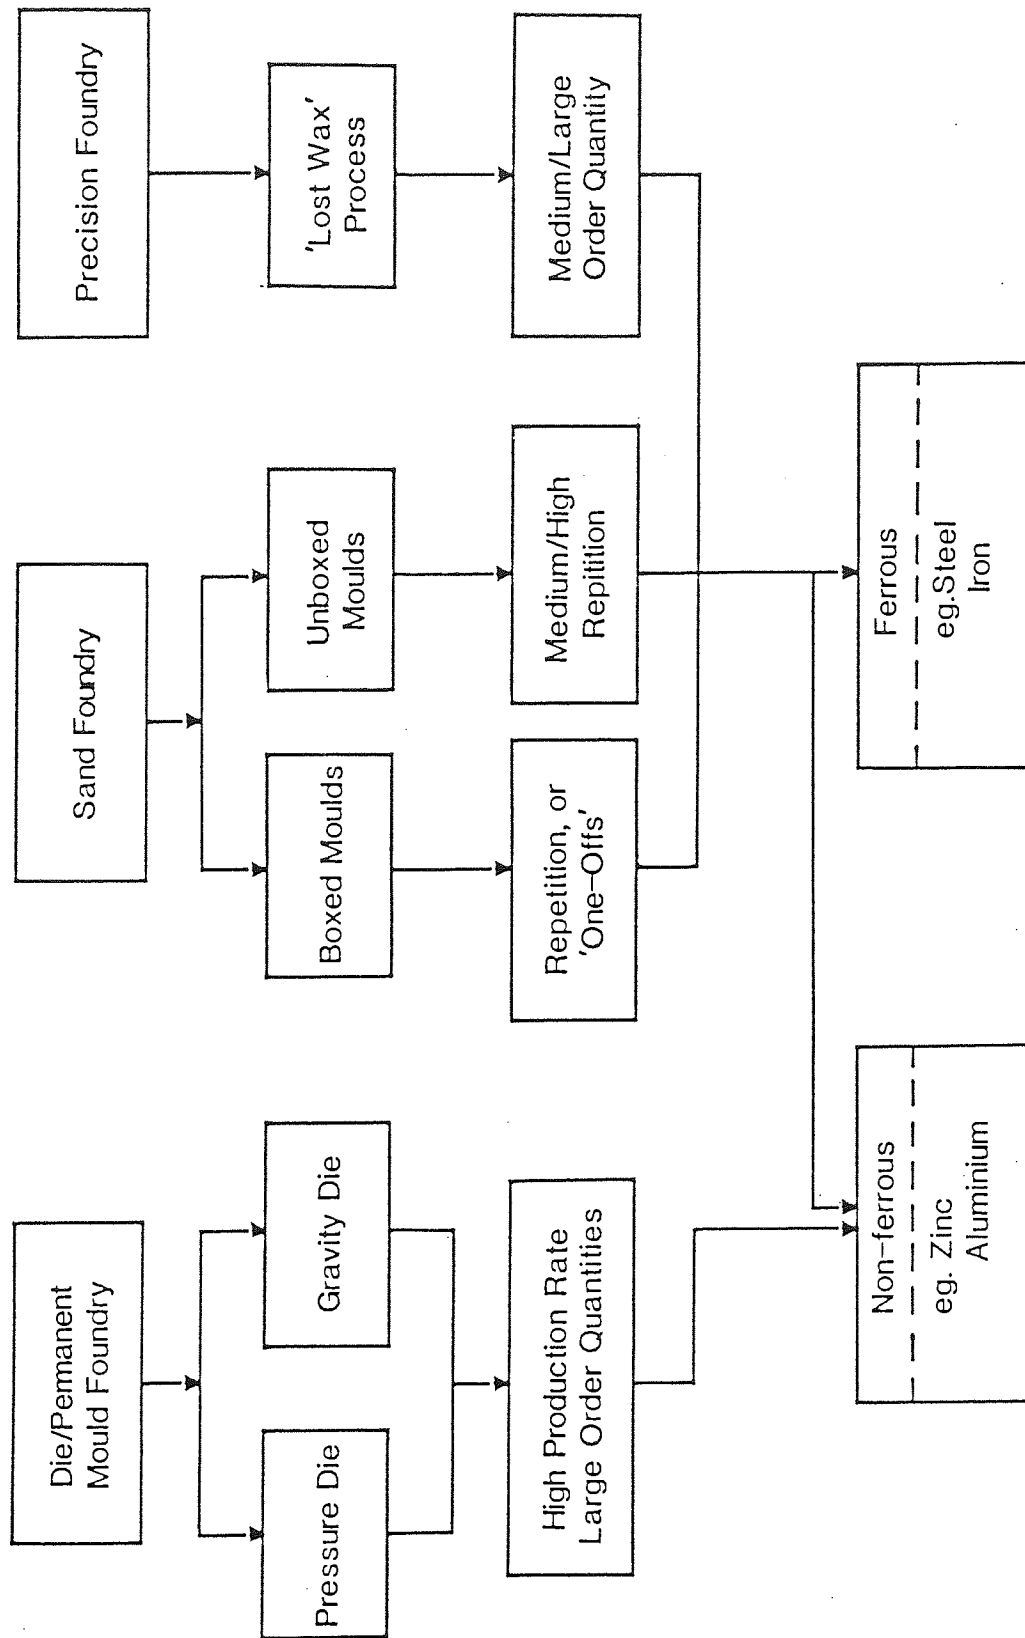 Die/Permanent
Mould Foundry
Sand Foundry
Precision Foundry
Pressure Die
Gravity Die
Boxed Moulds
Unboxed
Moulds
'Lost Wax'
Process
High Production Rate
Large Order Quantities
Repetition, or
'One-Offs'
Medium/High
Repitition
Medium/Large
Order Quantity
Non-ferrous
eg. Zinc
Aluminium
Ferrous
eg.Steel
Iron